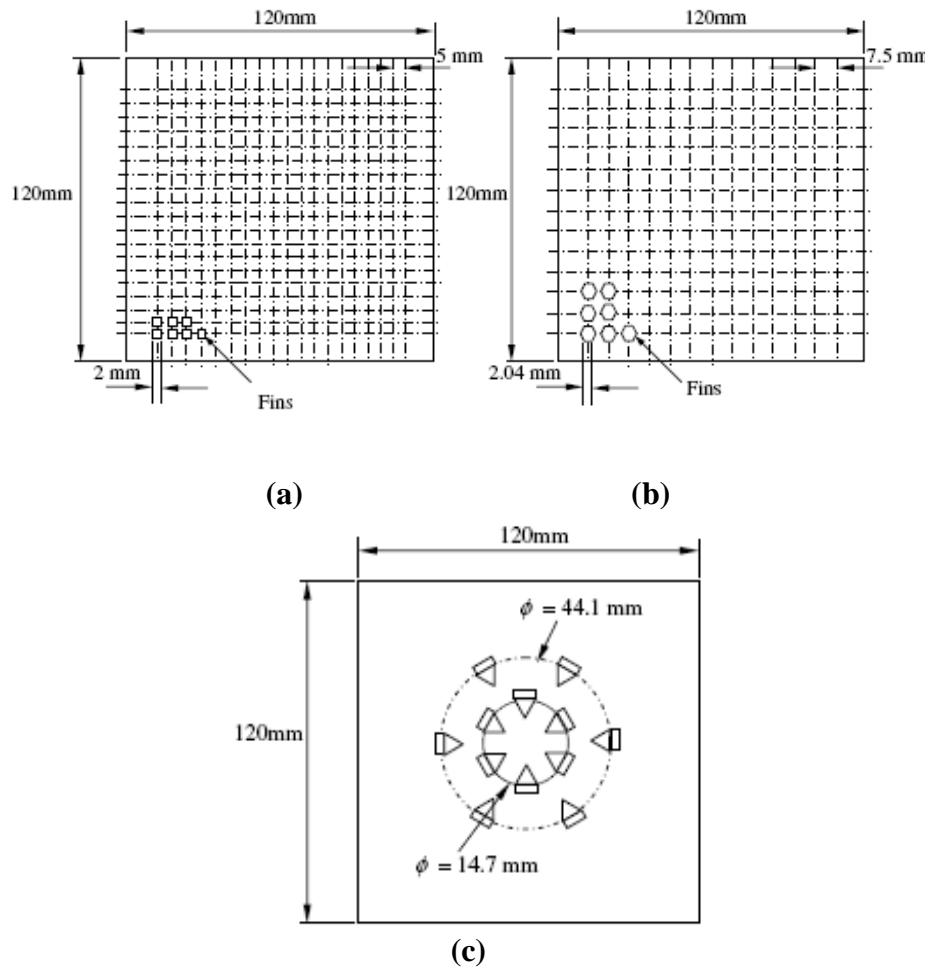 120mm
120mm
5 mm
7.5 mm
120mm
120mm
2 mm
2.04 mm
Fins
Fins
(a)
(b)
120mm
ϕ = 44.1 mm
120mm
ϕ = 14.7 mm
(c)